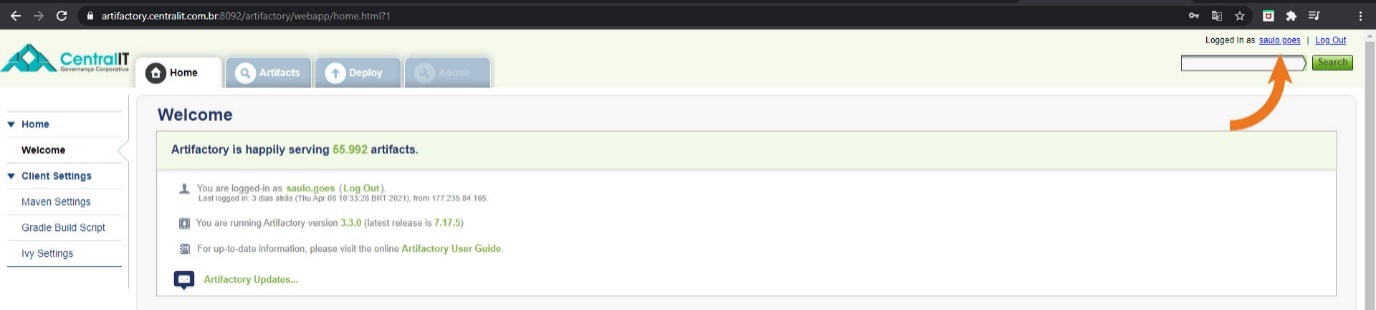 artifactory.centralit.com.br:8092/artifactory/webapp/home.html?1
Logged in as saulo.goes | Log Out
CentralIT
Governança Corporativa
Home
Artifacts
Deploy
Admin
Search
Home
Welcome
Client Settings
Maven Settings
Gradle Build Script
Ivy Settings
Welcome
Artifactory is happily serving 55.992 artifacts.
You are logged-in as saulo.goes (Log Out).
Last logged in: 3 dias atrás (Thu Apr 08 10:33:28 BRT 2021), from 177.235.84.165.
You are running Artifactory version 3.3.0 (latest release is 7.17.5)
For up-to-date information, please visit the online Artifactory User Guide.
Artifactory Updates...